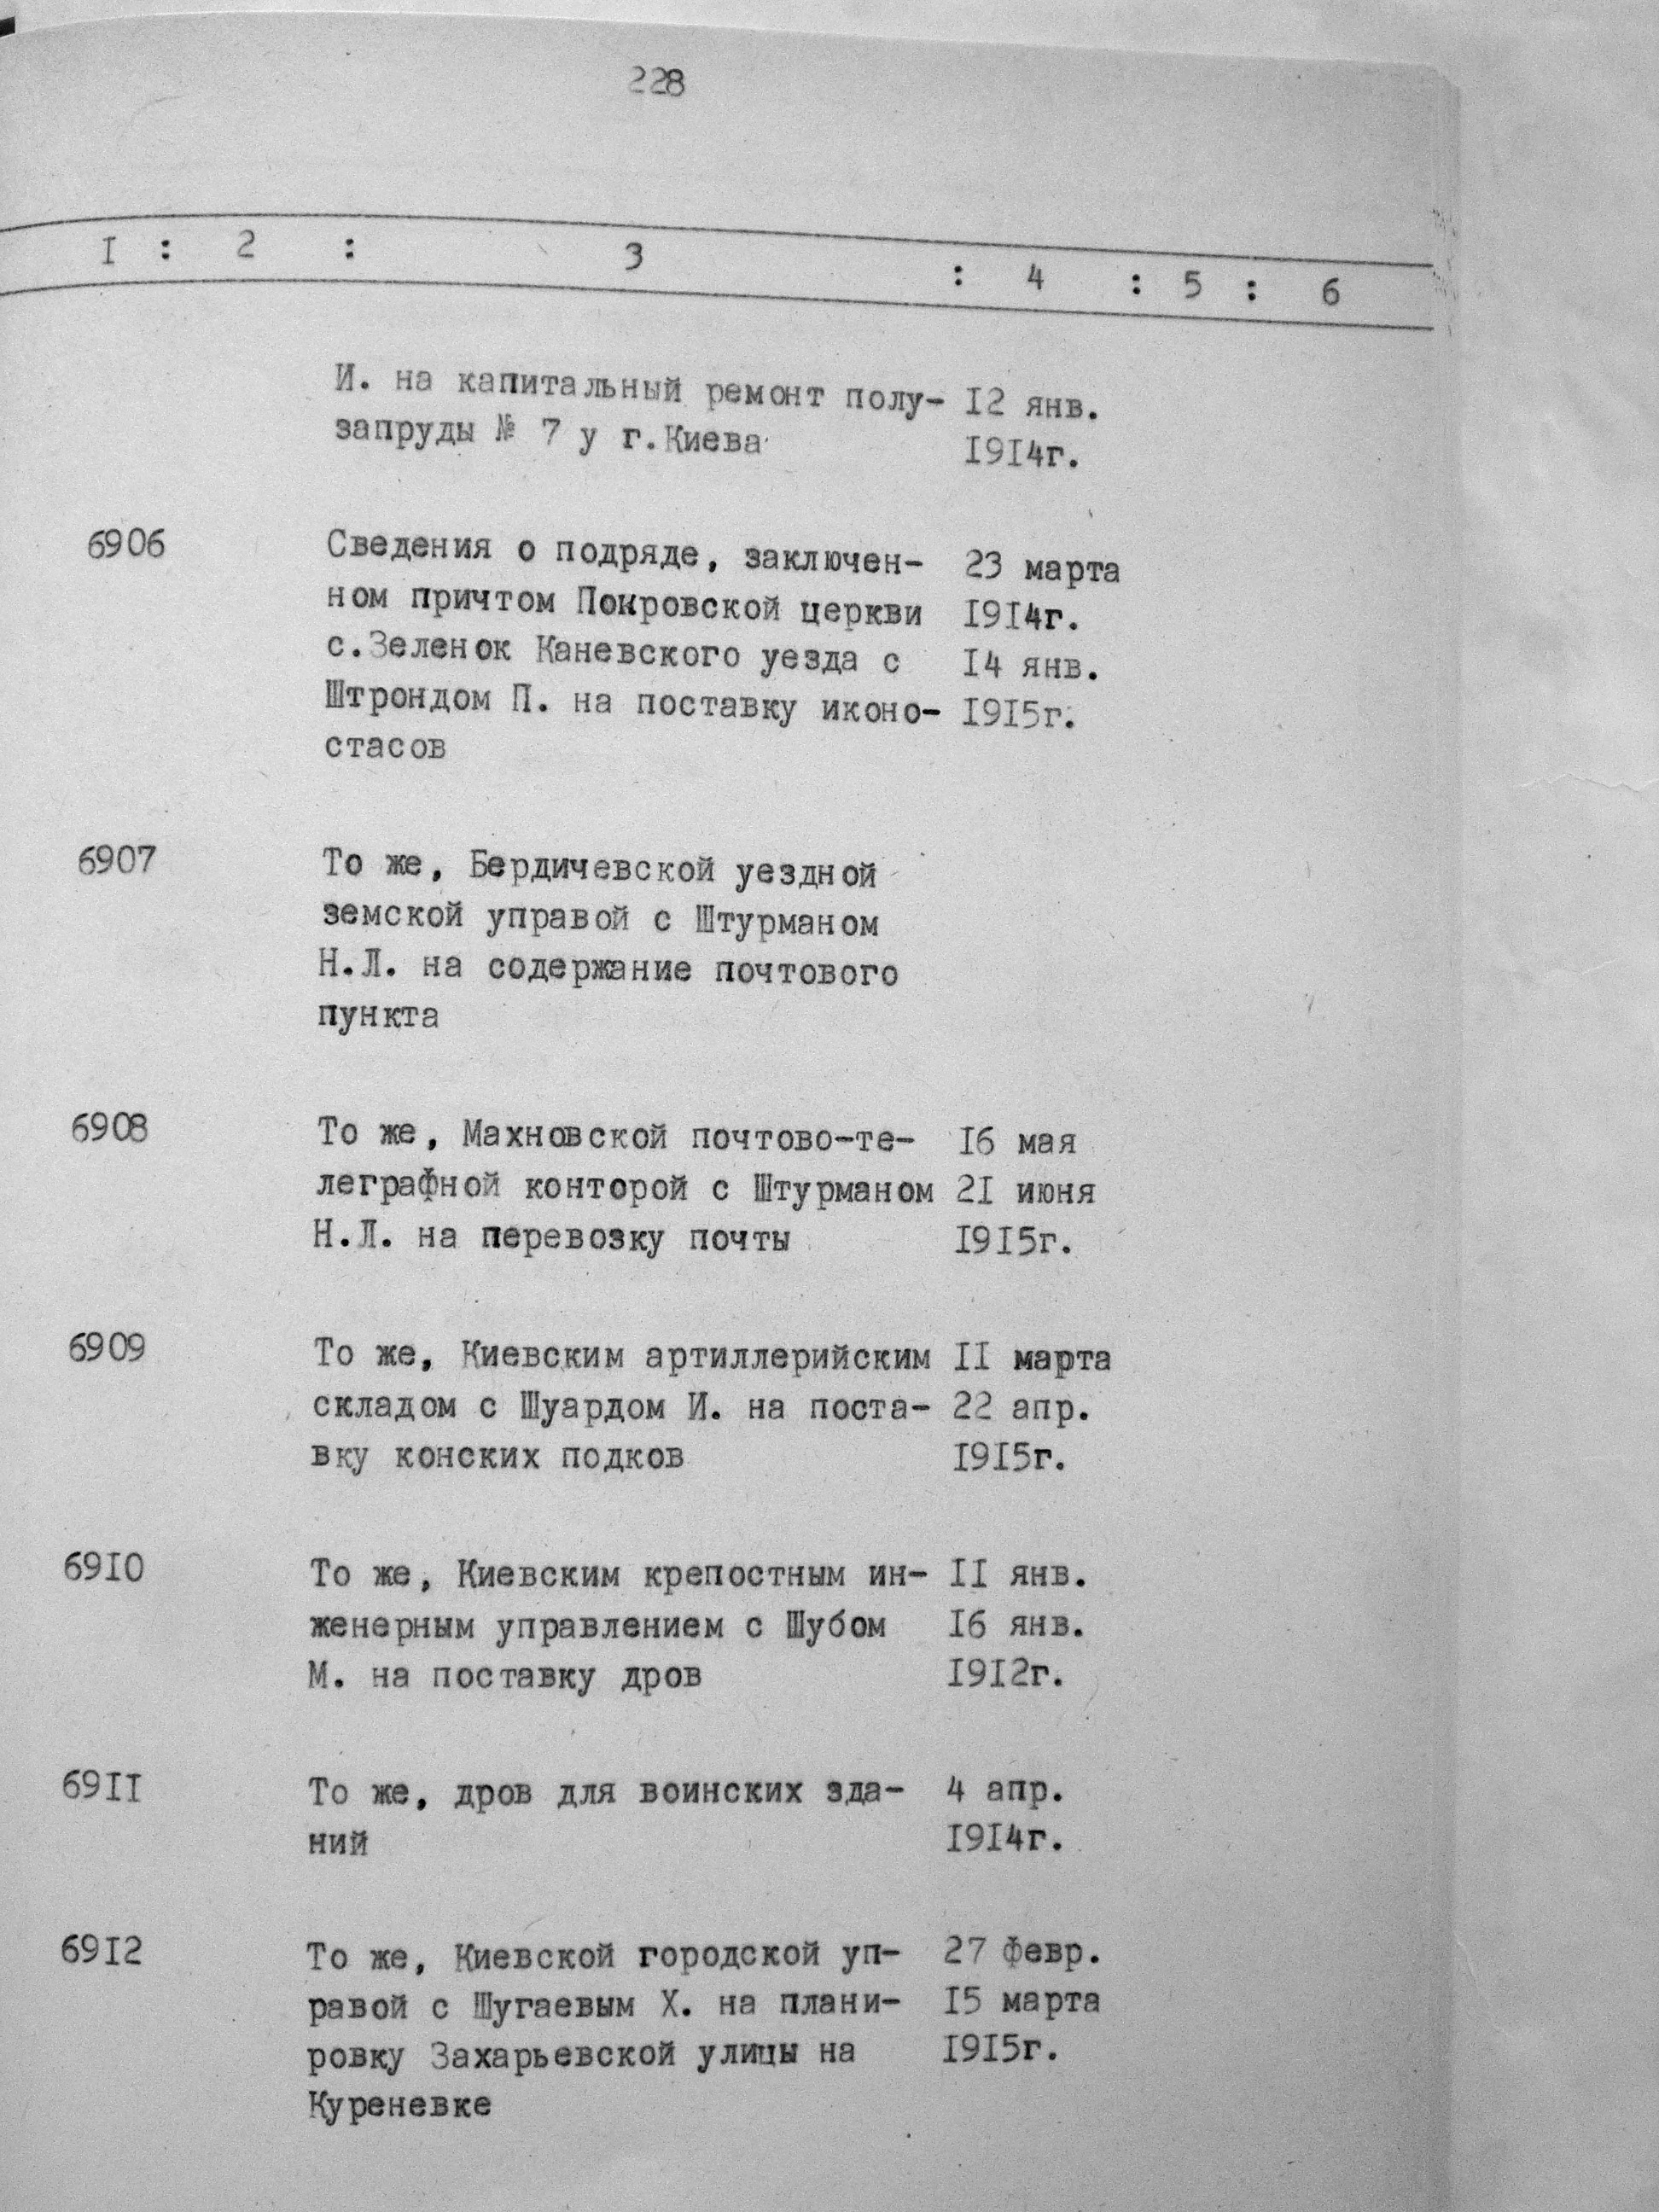 228
I : 2 : 3 : 4 : 5 : 6
И. на капитальный ремонт полу- I2 янв.
запруды № 7 у г.Киева I9I4г.
6906 Сведения о подряде, заключен- 23 марта
ном причтом Покровской церкви I9I4г.
с.Зеленок Каневского уезда с I4 янв.
Штрондом П. на поставку иконо- I9I5г.
стасов
6907 То же, Бердичевской уездной
земской управой с Штурманом
Н.Л. на содержание почтового
пункта
6908 То же, Махновской почтово-те- I6 мая
леграфной конторой с Штурманом 2I июня
Н.Л. на перевозку почты I9I5г.
6909 То же, Киевским артиллерийским II марта
складом с Шуардом И. на поста- 22 апр.
вку конских подков I9I5г.
69I0 То же, Киевским крепостным ин- II янв.
женерным управлением с Шубом I6 янв.
М. на поставку дров I9I2г.
69II То же, дров для воинских зда- 4 апр.
ний I9I4г.
69I2 То же, Киевской городской уп- 27 февр.
равой с Шугаевым Х. на плани- I5 марта
ровку Захарьевской улицы на I9I5г.
Куреневке